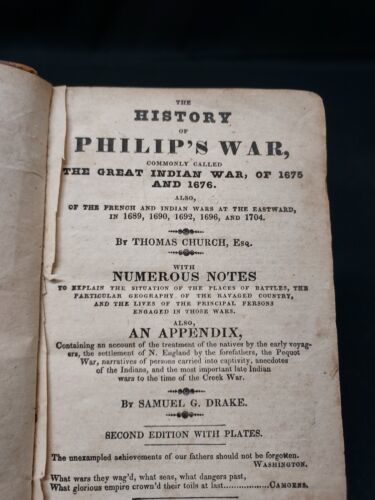 THE
HISTORY
OF
PHILIP'S WAR,
COMMONLY CALLED
THE GREAT INDIAN WAR, OF 1675
AND 1676.
ALSO,
OF THE FRENCH AND INDIAN WARS AT THE EASTWARD,
IN 1689, 1690, 1692, 1696, AND 1704.
BY THOMAS CHURCH, ESQ.
WITH
NUMEROUS NOTES
TO EXPLAIN THE SITUATION OF THE PLACES OF BATTLES, THE
PARTICULAR GEOGRAPHY OF THE RAVAGED COUNTRY,
AND THE LIVES OF THE PRINCIPAL PERSONS
ENGAGED IN THOSE WARS.
ALSO,
AN APPENDIX,
Containing an account of the treatment of the natives by the early voyag-
ers, the settlement of N. England by the forefathers, the Pequot
War, narratives of persons carried into captivity, anecdotes
of the Indians, and the most important late Indian
wars to the time of the Creek War.
BY SAMUEL G. DRAKE.
SECOND EDITION WITH PLATES.
The unexampled achievements of our fathers should not be forgotten.
WASHINGTON.
What wars they wag'd, what seas, what dangers past,
What glorious empire crown'd their toils at last.................CAMOENS.